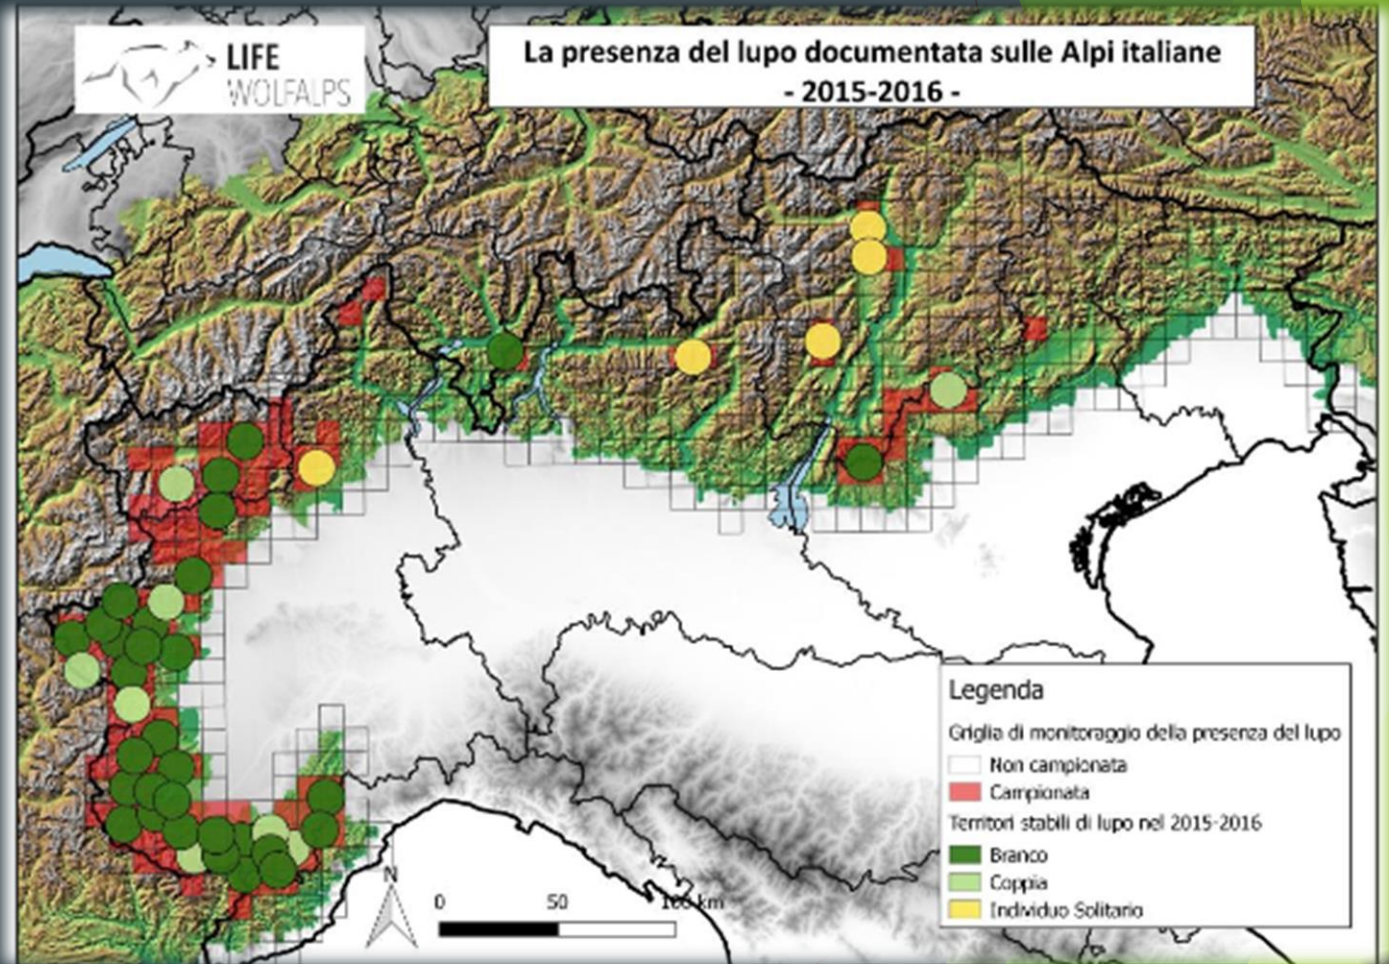 LIFE
WOLFALPS
La presenza del lupo documentata sulle Alpi italiane
- 2015-2016 -
Legenda
Griglia di monitoraggio della presenza del lupo
Non campionata
Campionata
Territori stabili di lupo nel 2015-2016
Branco
Coppia
Individuo Solitario
N
0 50 100 km